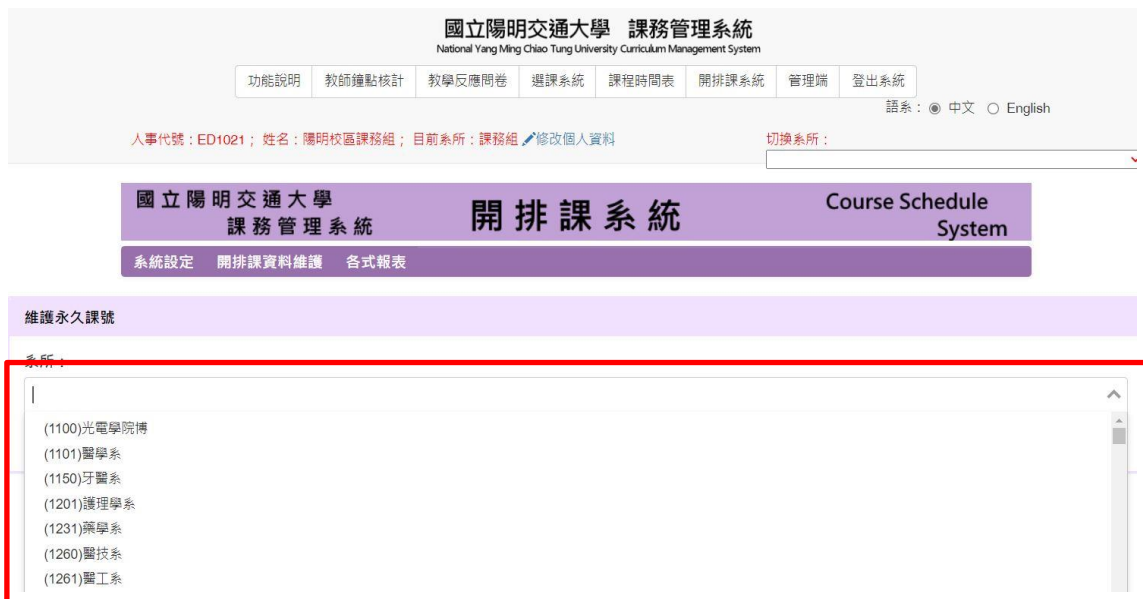 國立陽明交通大學 課務管理系統
National Yang Ming Chiao Tung University Curriculum Management System
功能說明 教師鐘點核計 教學反應問卷 選課系統 課程時間表 開排課系統 管理端 登出系統
語系： 中文 English
人事代號：ED1021； 姓名：陽明校區課務組； 目前系所：課務組 修改個人資料 切換系所：
國立陽明交通大學
課務管理系統
開排課系統
Course Schedule
System
系統設定 開排課資料維護 各式報表
維護永久課號
系所：
(1100)光電學院博
(1101)醫學系
(1150)牙醫系
(1201)護理學系
(1231)藥學系
(1260)醫技系
(1261)醫工系